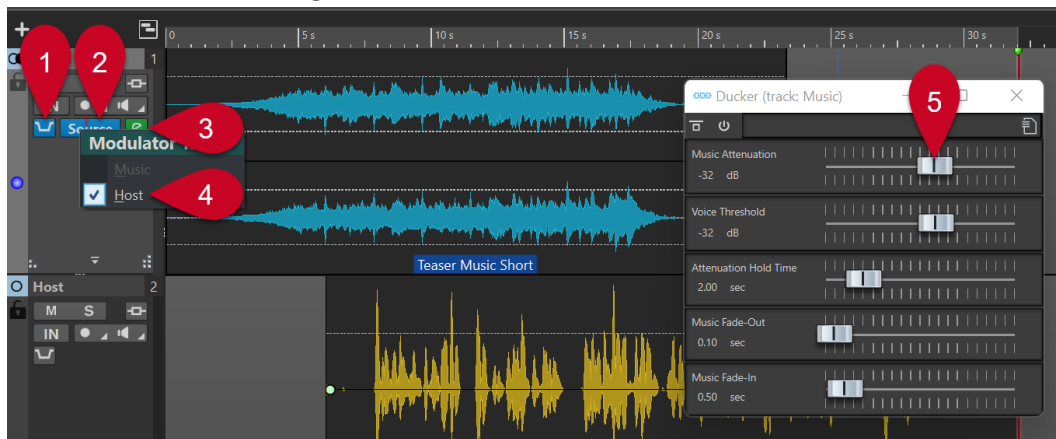 0 5 s 10 s 15 s 20 s 25 s 30 s
1 2 1
Source
3
Modulator
Music
Host 4
Teaser Music Short
Host 2
M S
IN
Ducker (track: Music) 5
Music Attenuation
-32 dB
Voice Threshold
-32 dB
Attenuation Hold Time
2.00 sec
Music Fade-Out
0.10 sec
Music Fade-In
0.50 sec